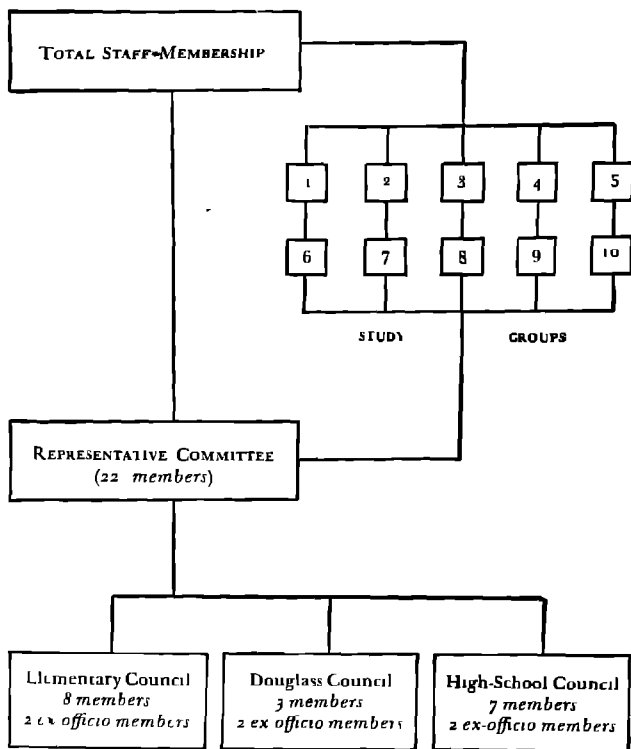 TOTAL STAFF-MEMBERSHIP
1 2 3 4 5
6 7 8 9 10
STUDY GROUPS
REPRESENTATIVE COMMITTEE
(22 members)
Elementary Council
8 members
2 ex officio members
Douglass Council
3 members
2 ex officio members
High-School Council
7 members
2 ex-officio members